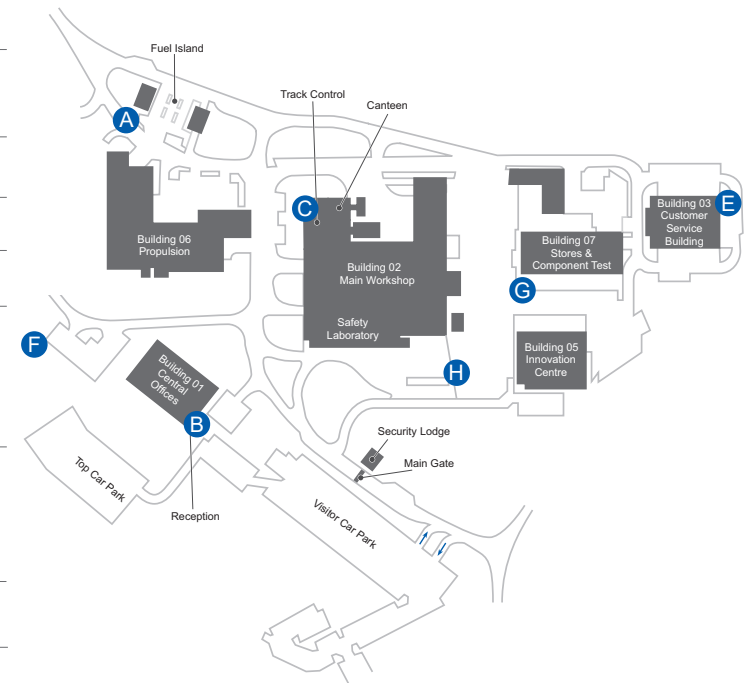 Fuel Island
Track Control
Canteen
A
C
E
Building 03
Customer
Service
Building
Building 06
Propulsion
Building 02
Main Workshop
Building 07
Stores &
Component Test
G
Safety
Laboratory
F
Building 05
Innovation
Centre
Building 01
Central
Offices
H
B
Security Lodge
Main Gate
Top Car Park
Reception
Visitor Car Park